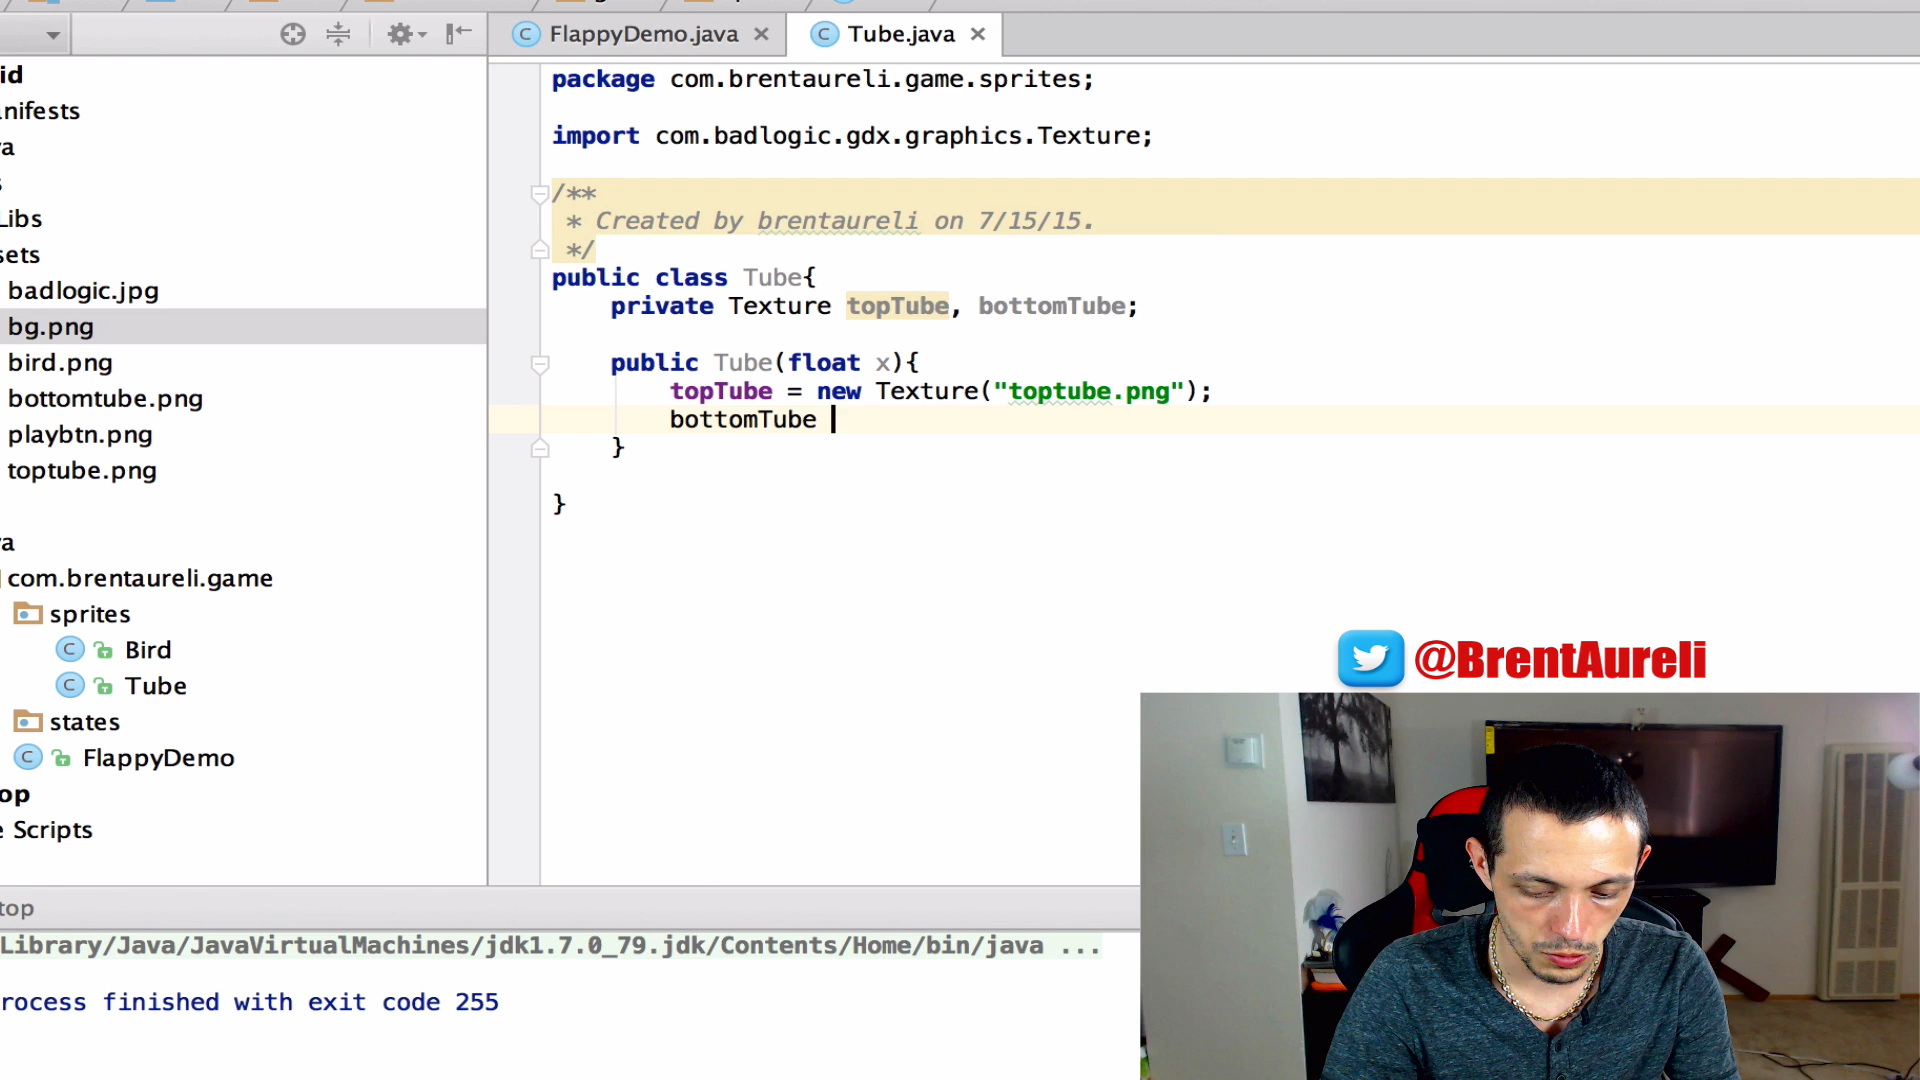 FlappyDemo.java
Tube.java
id
nifests
a
Libs
sets
badlogic.jpg
bg.png
bird.png
bottomtube.png
playbtn.png
toptube.png
a
com.brentaureli.game
sprites
Bird
Tube
states
FlappyDemo
op
Scripts
package com.brentaureli.game.sprites;
import com.badlogic.gdx.graphics.Texture;
/**
* Created by brentaureli on 7/15/15.
*/
public class Tube{
private Texture topTube, bottomTube;
public Tube(float x){
topTube = new Texture("toptube.png");
bottomTube
}
}
@BrentAureli
top
Library/Java/JavaVirtualMachines/jdk1.7.0_79.jdk/Contents/Home/bin/java ...
rocess finished with exit code 255